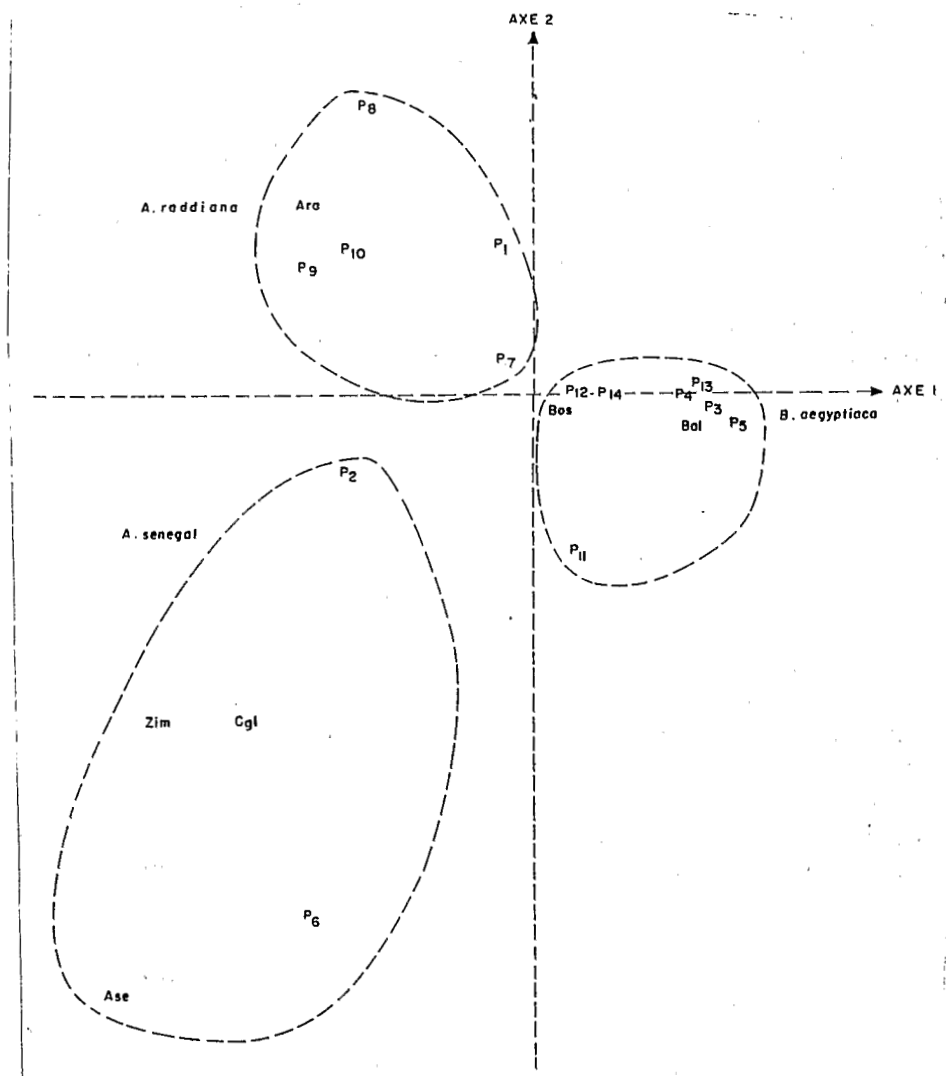 AXE 2
P8
A. raddiana
Ara
P10
P1
P9
P7
P12-P14
P4
P13
AXE 1
Bos
P3
Bal
P5
B. aegyptiaca
P2
A. senegal
P11
Zim
Ggl
P6
Ase